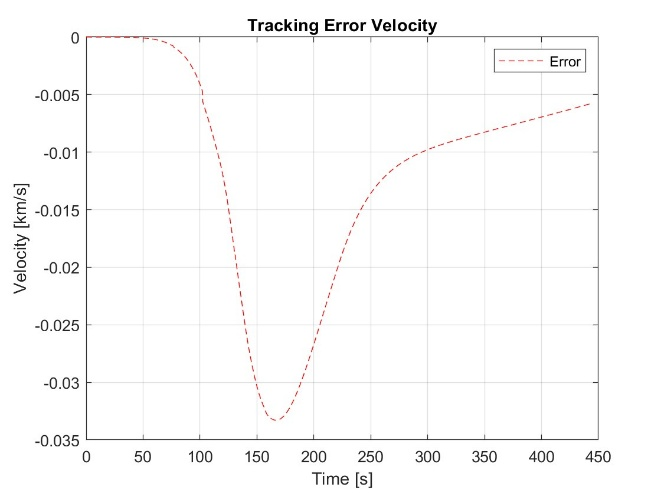 Tracking Error Velocity
Error
0
-0.005
-0.01
-0.015
-0.02
-0.025
-0.03
-0.035
Velocity [km/s]
0 50 100 150 200 250 300 350 400 450
Time [s]